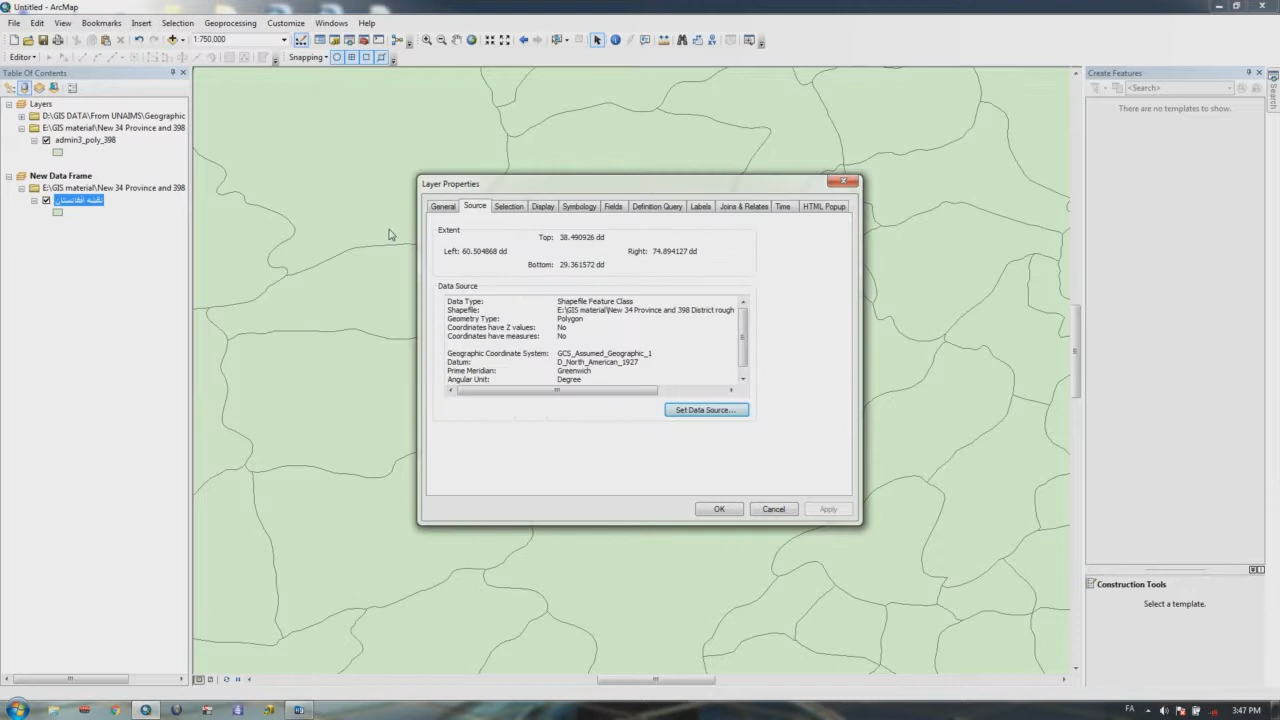 Untitled - ArcMap
File Edit View Bookmarks Insert Selection Geoprocessing Customize Windows Help
1:750,000
Editor Snapping
Table Of Contents
Layers
D:\GIS DATA\From UNAIMS\Geographic
E:\GIS material\New 34 Province and 398
admin3_poly_398
New Data Frame
E:\GIS material\New 34 Province and 398
نقشه افغانستان
Layer Properties
General Source Selection Display Symbology Fields Definition Query Labels Joins & Relates Time HTML Popup
Extent
Top: 38.490926 dd
Left: 60.504868 dd Right: 74.894127 dd
Bottom: 29.361572 dd
Data Source
Data Type: Shapefile Feature Class
Shapefile: E:\GIS material\New 34 Province and 398 District rough
Geometry Type: Polygon
Coordinates have Z values: No
Coordinates have measures: No
Geographic Coordinate System: GCS_Assumed_Geographic_1
Datum: D_North_American_1927
Prime Meridian: Greenwich
Angular Unit: Degree
Set Data Source...
OK Cancel Apply
Create Features
<Search>
There are no templates to show.
Search
Construction Tools
Select a template.
FA 3:47 PM